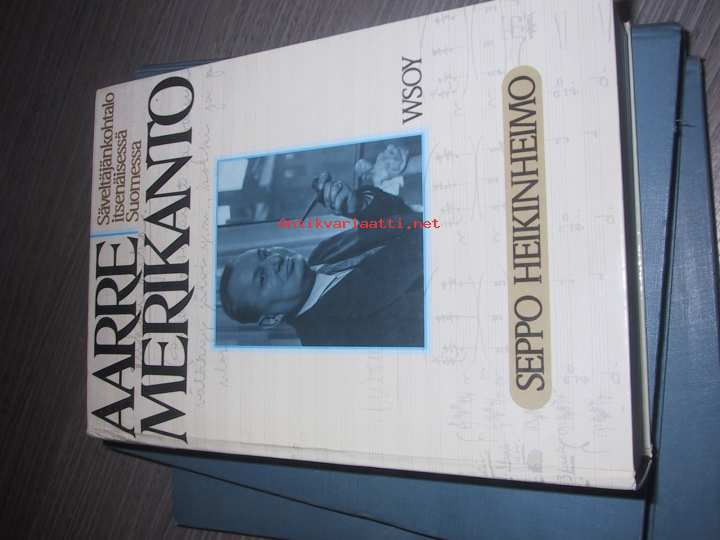 AARRE
Säveltäjänkohtalo
itsenäisessä
Suomessa
MERIKANTO
WSOY
SEPPO HEIKINHEIMO
Antikvariaatti.net